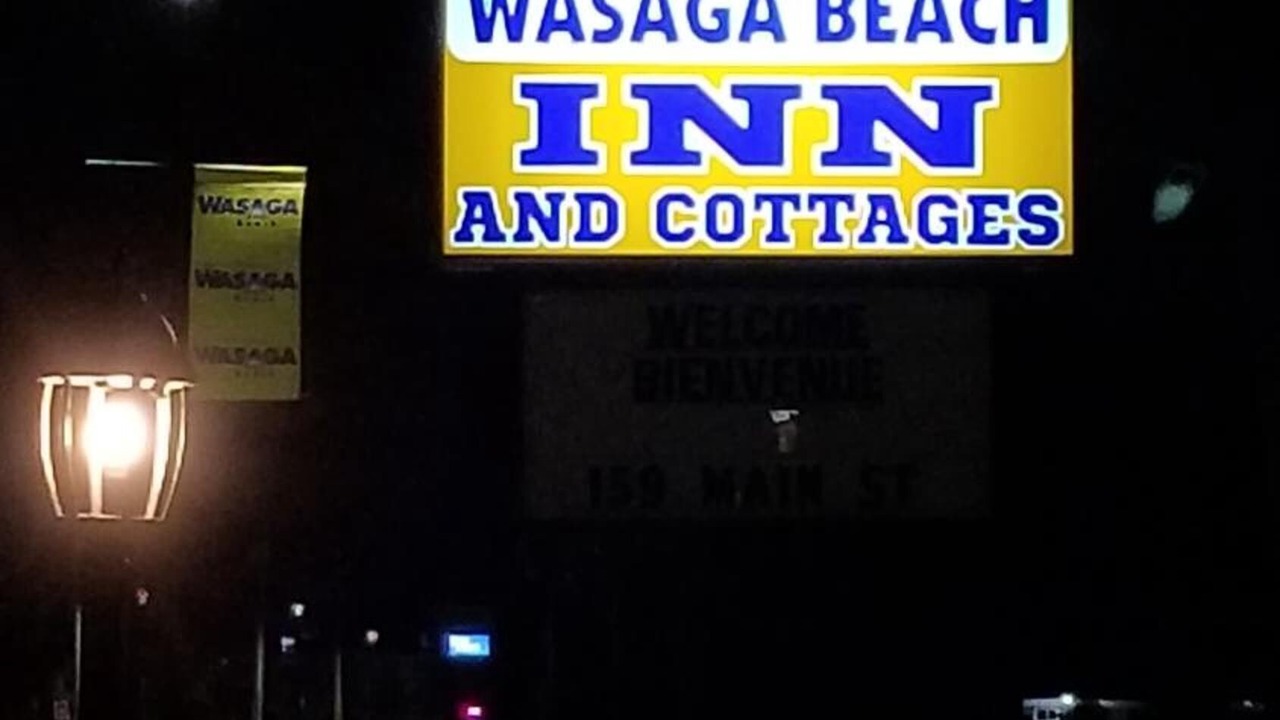 WASAGA BEACH
INN
AND COTTAGES
WELCOME
BIENVENUE
159 MAIN ST
WASAGA
WASAGA
WASAGA